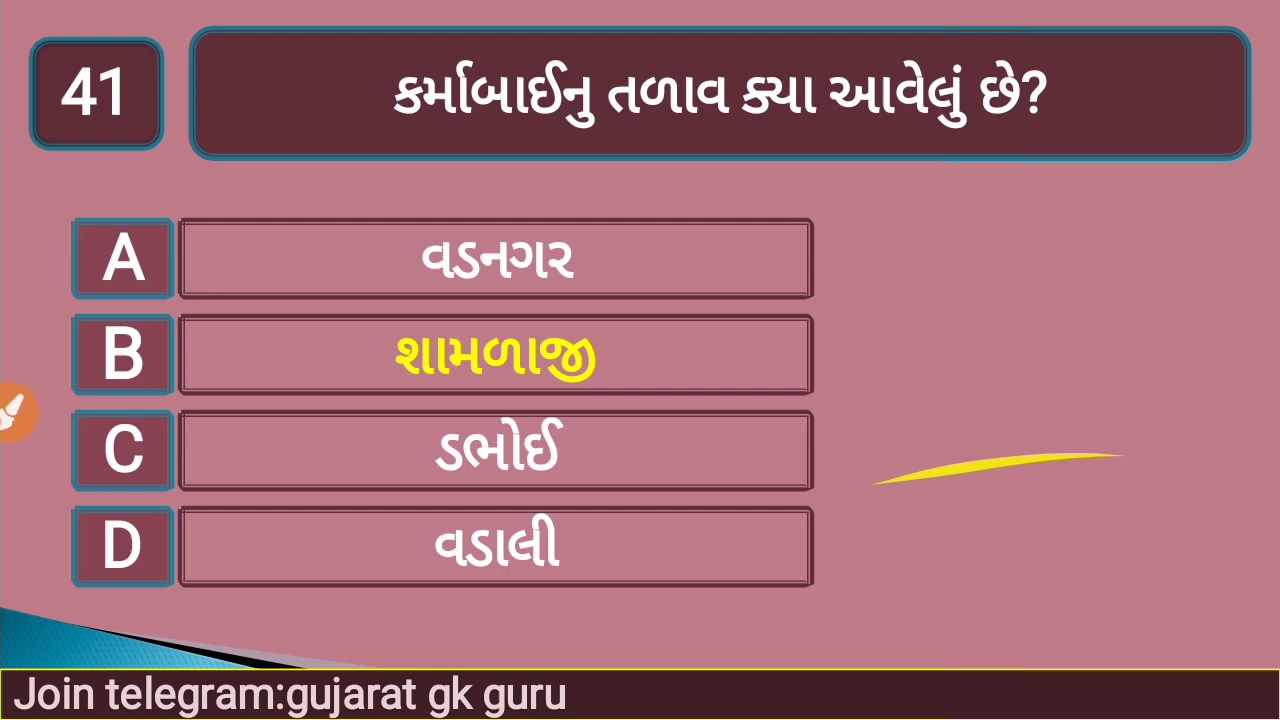 41
કર્માબાઈનુ તળાવ ક્યા આવેલું છે?
A વડનગર
B શામળાજી
C ડભોઈ
D વડાલી
Join telegram:gujarat gk guru